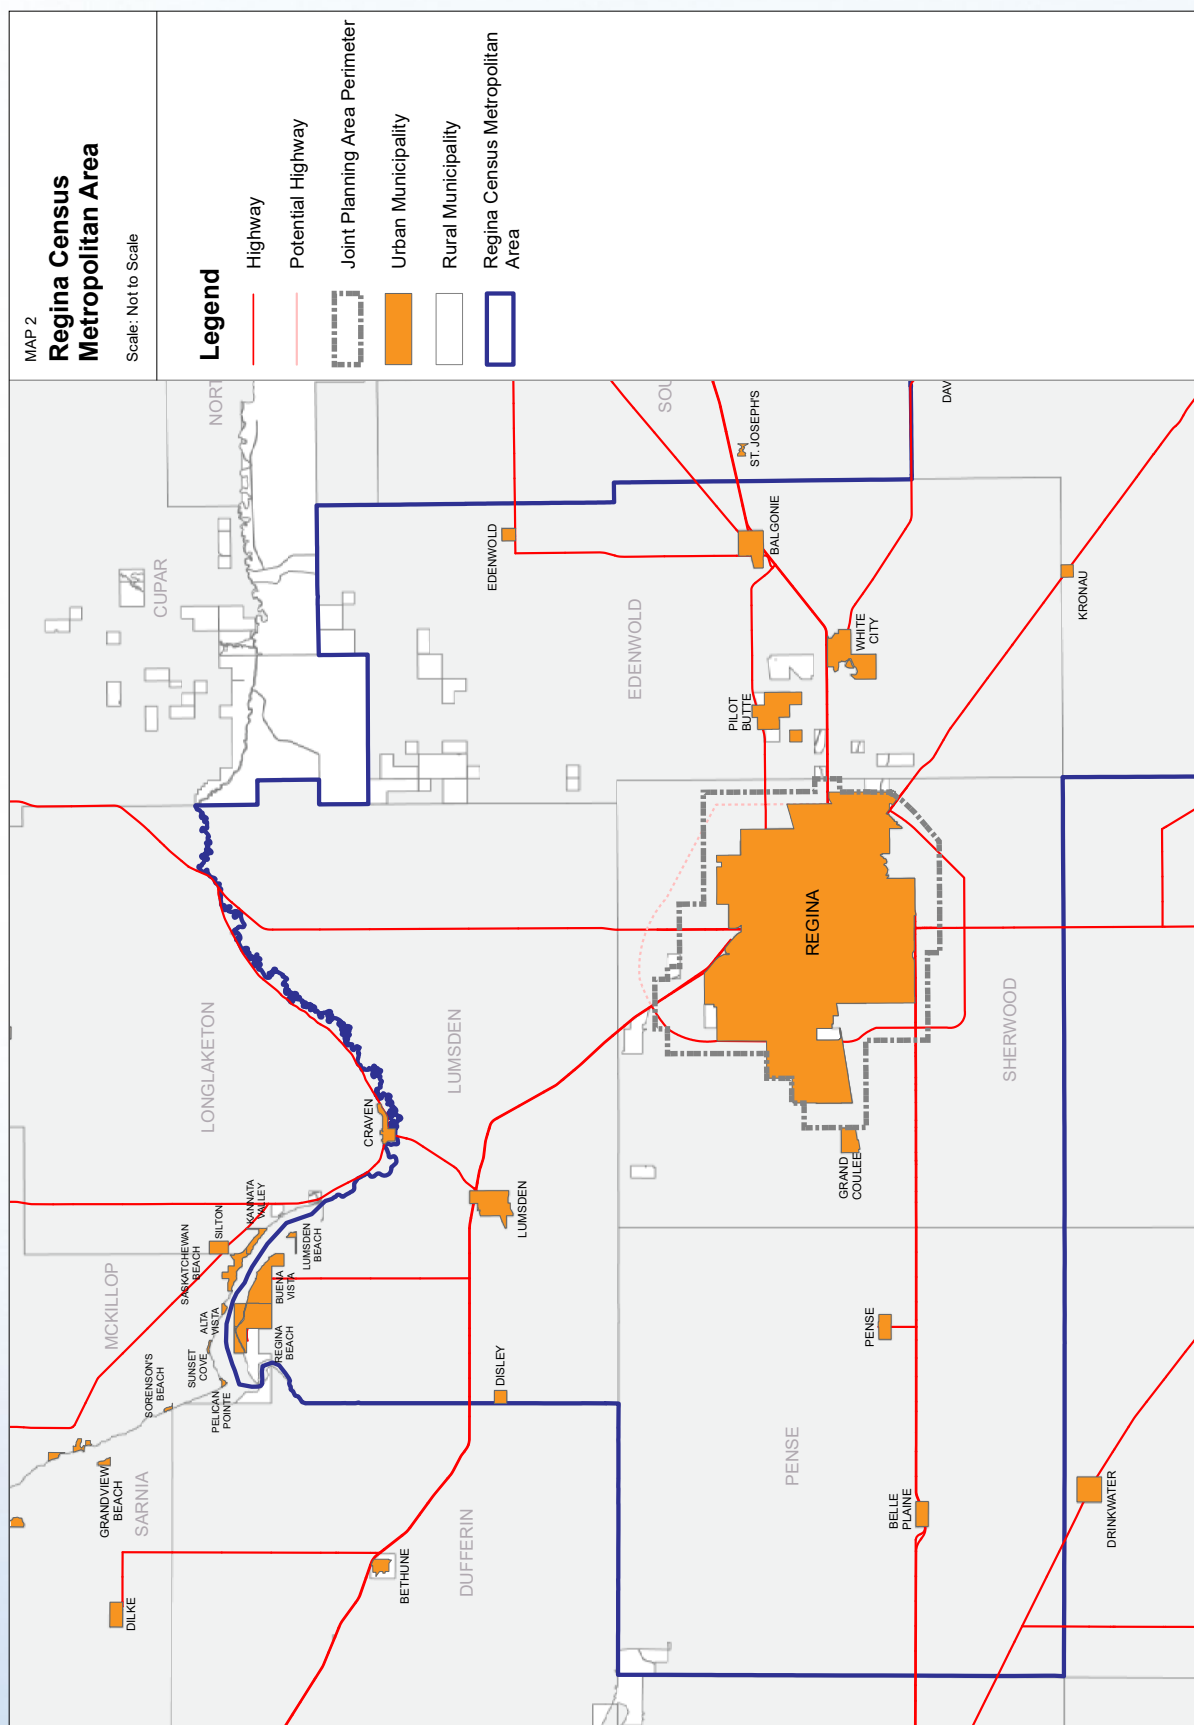 MAP 2
Regina Census
Metropolitan Area
Scale: Not to Scale
Legend
Highway
Potential Highway
Joint Planning Area Perimeter
Urban Municipality
Rural Municipality
Regina Census Metropolitan
Area
DILKE
GRANDVIEW
BEACH
SARNIA
SORENSON'S
BEACH
MCKILLOP
PELICAN
POINTE
SUNSET
COVE
ALTA
VISTA
SASKATCHEWAN
BEACH
SILTON
KANNATA
VALLEY
REGINA
BEACH
BUENA
VISTA
LUMSDEN
BEACH
LONGLAKETON
CUPAR
NORT
BETHUNE
DUFFERIN
DISLEY
CRAVEN
LUMSDEN
LUMSDEN
EDENWOLD
EDENWOLD
SOU
ST. JOSEPH'S
BALGONIE
PILOT
BUTTE
WHITE
CITY
REGINA
GRAND
COULEE
PENSE
PENSE
BELLE
PLAINE
SHERWOOD
DAV
KRONAU
DRINKWATER